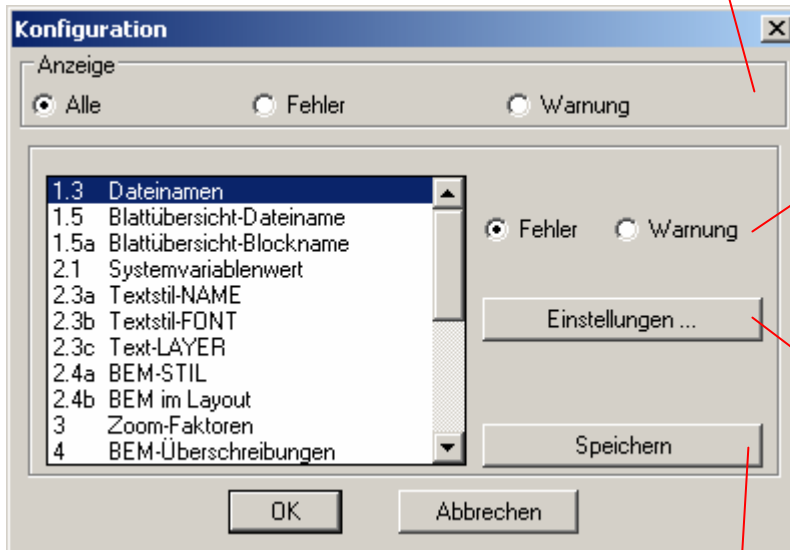 Konfiguration
Anzeige
Alle Fehler Warnung
1.3 Dateinamen
1.5 Blattübersicht-Dateiname
1.5a Blattübersicht-Blockname
2.1 Systemvariablenwert
2.3a Textstil-NAME
2.3b Textstil-FONT
2.3c Text-LAYER
2.4a BEM-STIL
2.4b BEM im Layout
3 Zoom-Faktoren
4 BEM-Überschreibungen
Fehler Warnung
Einstellungen ...
Speichern
OK Abbrechen